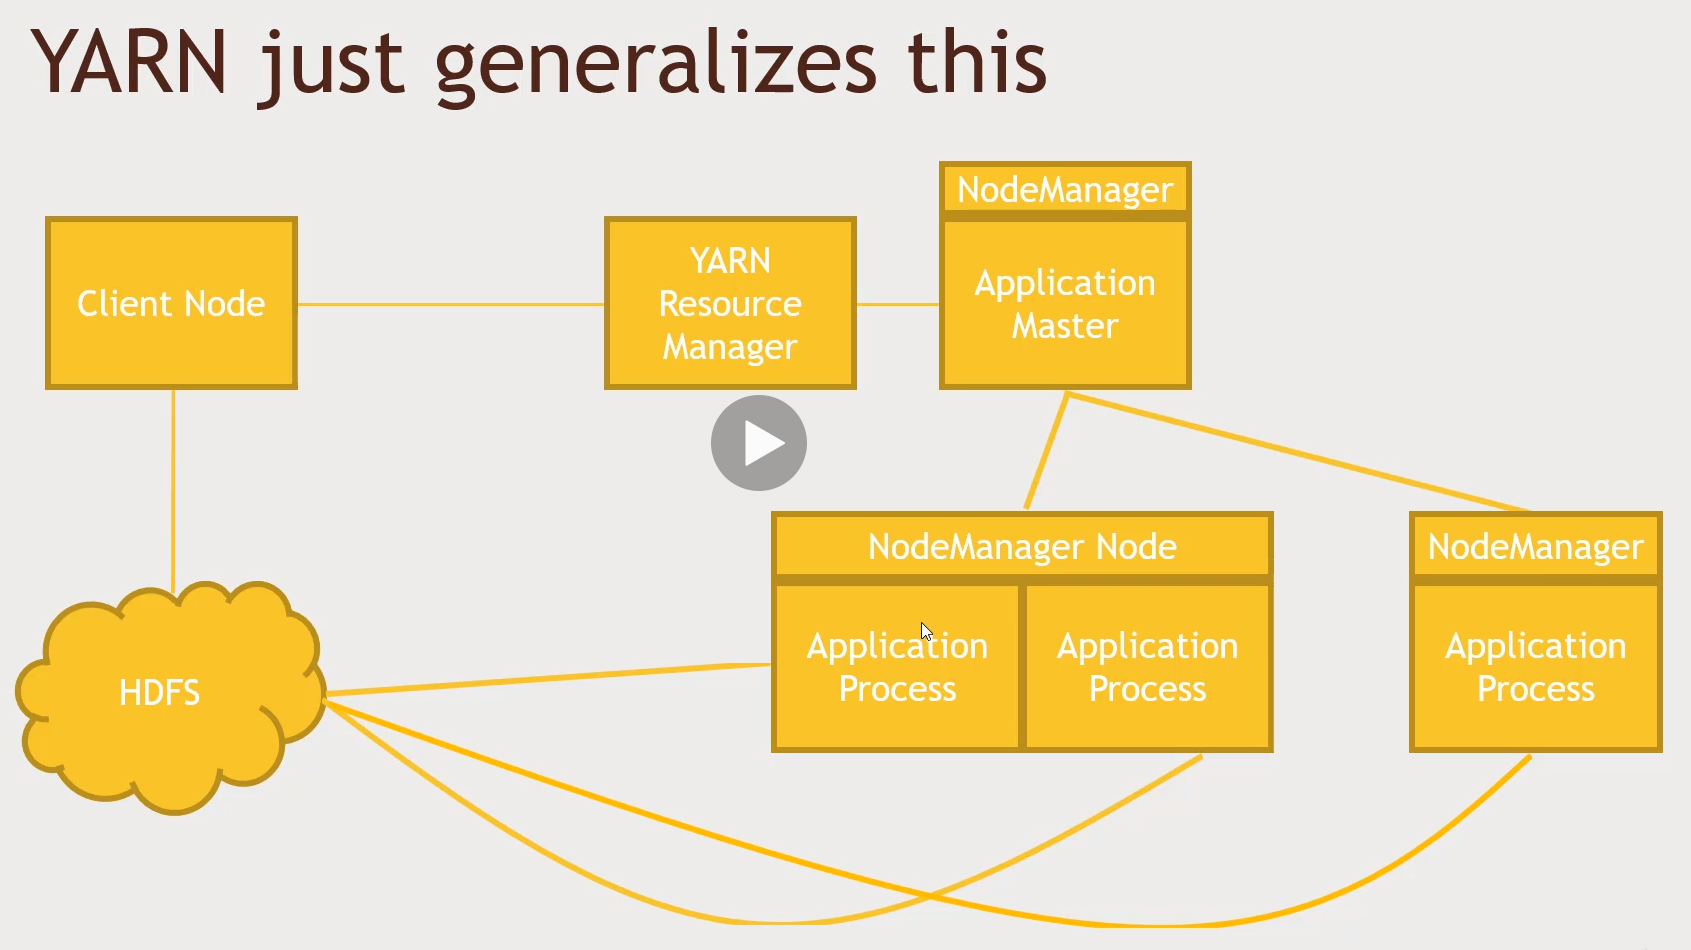 YARN just generalizes this
NodeManager
Client Node
YARN
Resource
Manager
Application
Master
NodeManager Node
NodeManager
Application
Process
Application
Process
Application
Process
HDFS